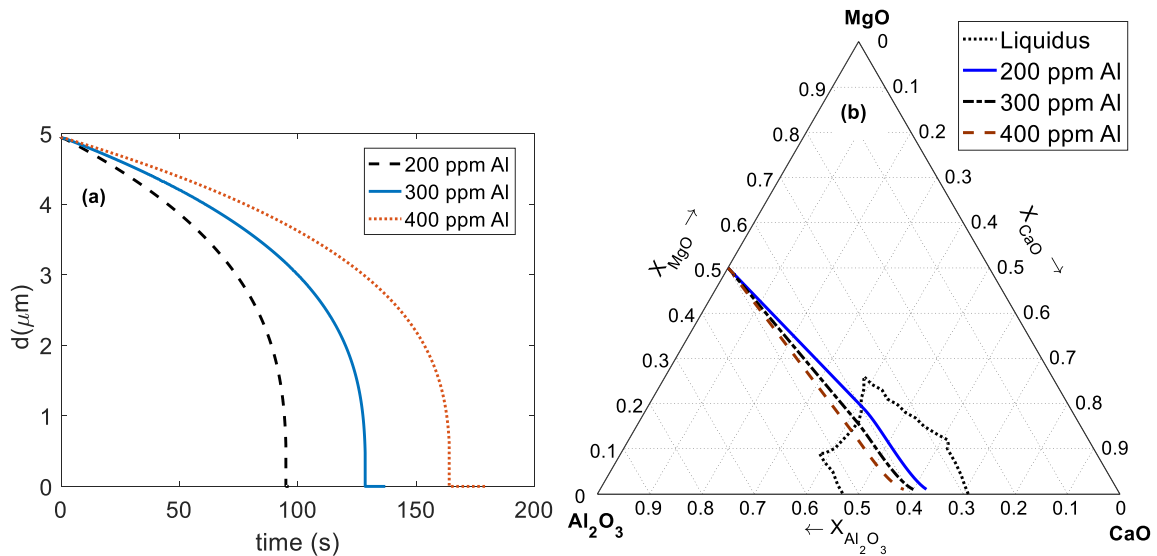 5
4
3
2
1
0
d(μm)
(a)
200 ppm Al
300 ppm Al
400 ppm Al
0
50
100
150
200
time (s)
MgO
(b)
Liquidus
200 ppm Al
300 ppm Al
400 ppm Al
0.9
0.8
0.7
0.6
0.5
0.4
0.3
0.2
0.1
0
X_MgO →
0
0.1
0.2
0.3
0.4
0.5
0.6
0.7
0.8
0.9
X_CaO →
0.9
0.8
0.7
0.6
0.5
0.4
0.3
0.2
0.1
0
Al₂O₃
← X_Al₂O₃
CaO